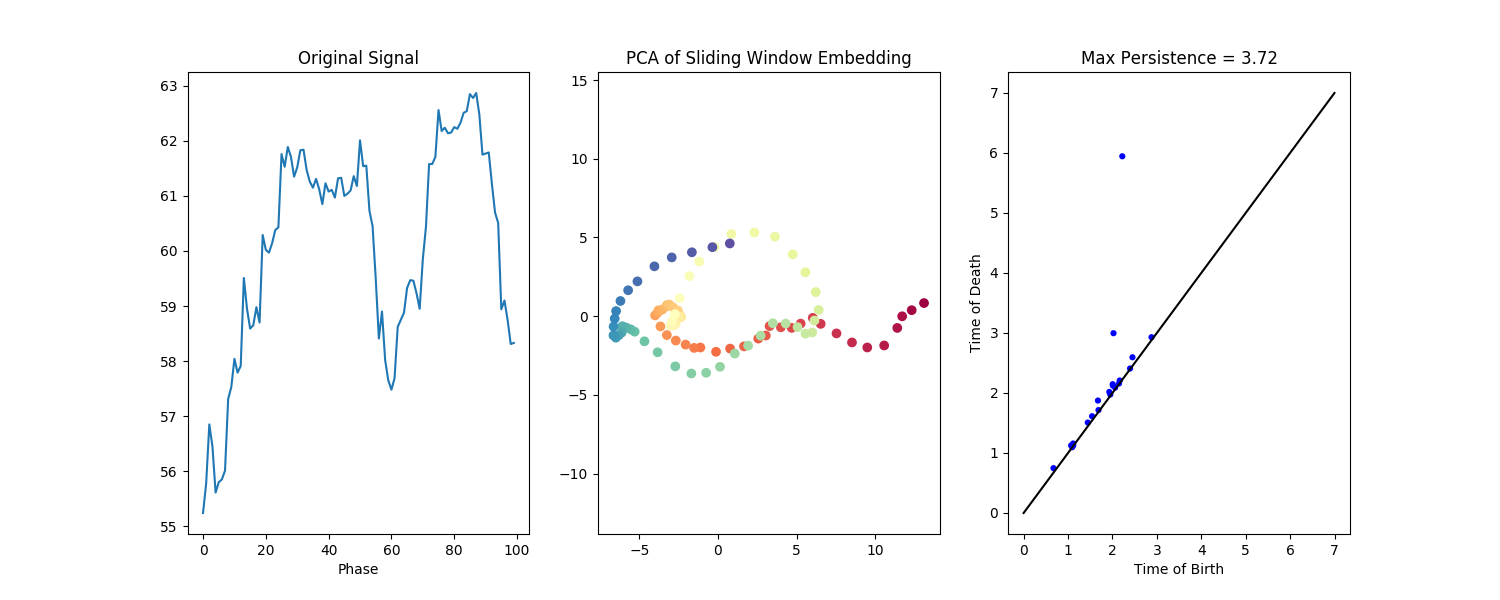 Original Signal
63
62
61
60
59
58
57
56
55
0 20 40 60 80 100
Phase
PCA of Sliding Window Embedding
15
10
5
0
−5
−10
−5 0 5 10
Max Persistence = 3.72
Time of Death
7
6
5
4
3
2
1
0
0 1 2 3 4 5 6 7
Time of Birth